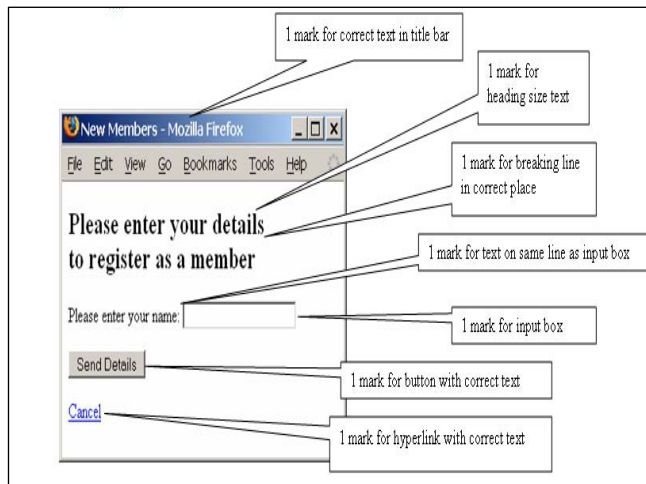 1 mark for correct text in title bar
1 mark for
heading size text
New Members - Mozilla Firefox
File Edit View Go Bookmarks Tools Help
1 mark for breaking line
in correct place
Please enter your details
to register as a member
1 mark for text on same line as input box
Please enter your name:
1 mark for input box
Send Details
1 mark for button with correct text
Cancel
1 mark for hyperlink with correct text